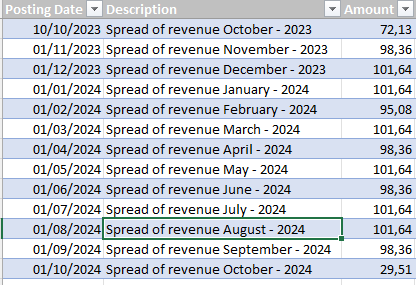 Posting Date Description Amount
10/10/2023 Spread of revenue October - 2023 72,13
01/11/2023 Spread of revenue November - 2023 98,36
01/12/2023 Spread of revenue December - 2023 101,64
01/01/2024 Spread of revenue January - 2024 101,64
01/02/2024 Spread of revenue February - 2024 95,08
01/03/2024 Spread of revenue March - 2024 101,64
01/04/2024 Spread of revenue April - 2024 98,36
01/05/2024 Spread of revenue May - 2024 101,64
01/06/2024 Spread of revenue June - 2024 98,36
01/07/2024 Spread of revenue July - 2024 101,64
01/08/2024 Spread of revenue August - 2024 101,64
01/09/2024 Spread of revenue September - 2024 98,36
01/10/2024 Spread of revenue October - 2024 29,51